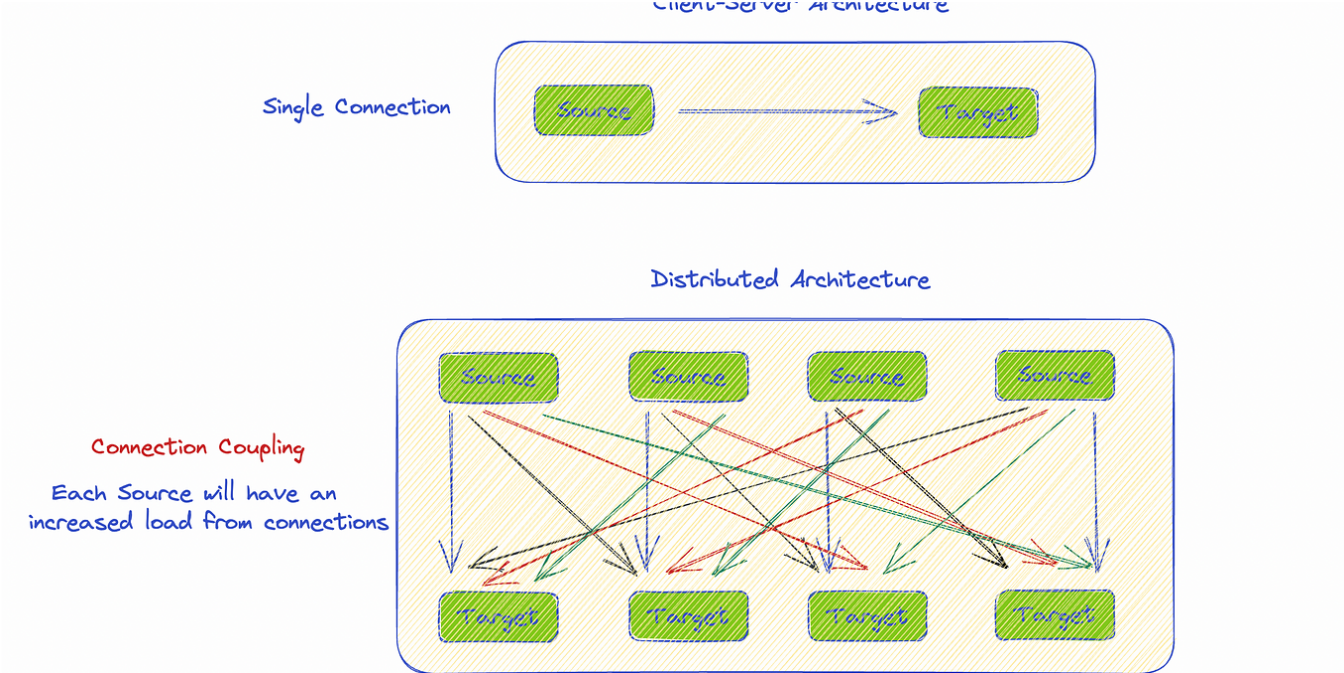 Client-Server Architecture
Single Connection
Source
Target
Distributed Architecture
Source
Source
Source
Source
Connection Coupling
Each Source will have an
increased load from connections
Target
Target
Target
Target